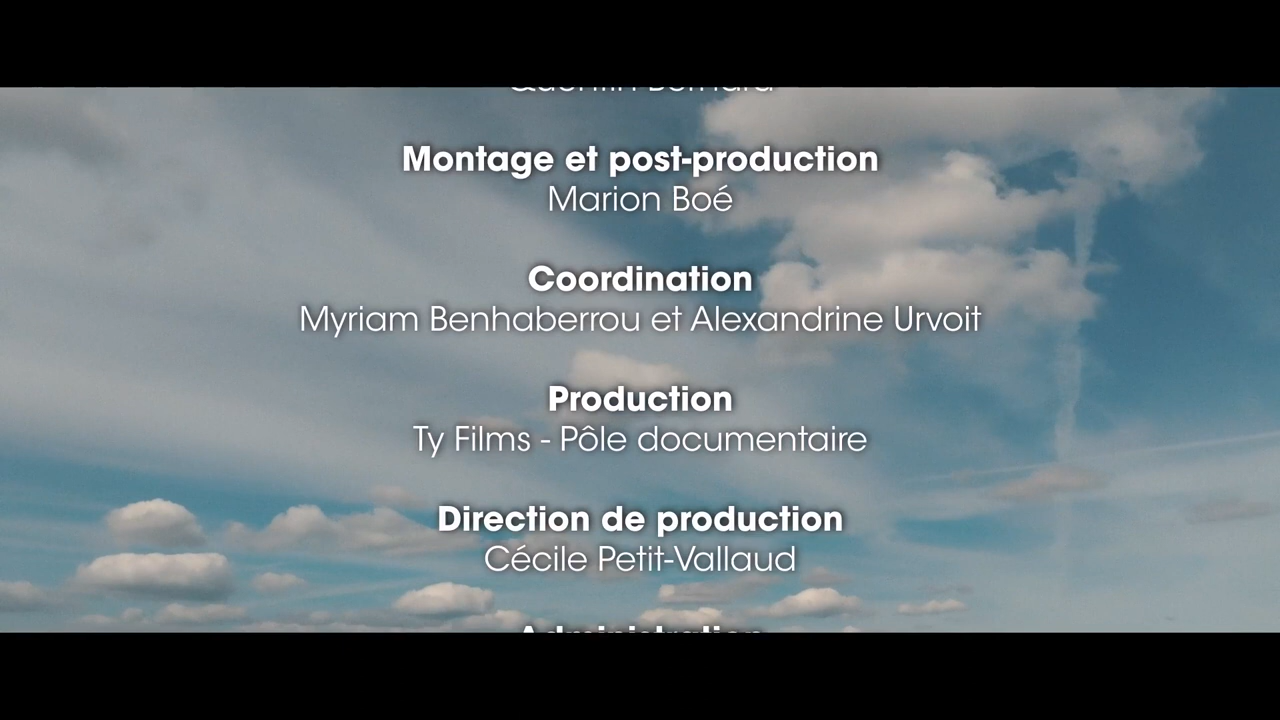 Montage et post-production
Marion Boé
Coordination
Myriam Benhaberrou et Alexandrine Urvoit
Production
Ty Films - Pôle documentaire
Direction de production
Cécile Petit-Vallaud
Administration